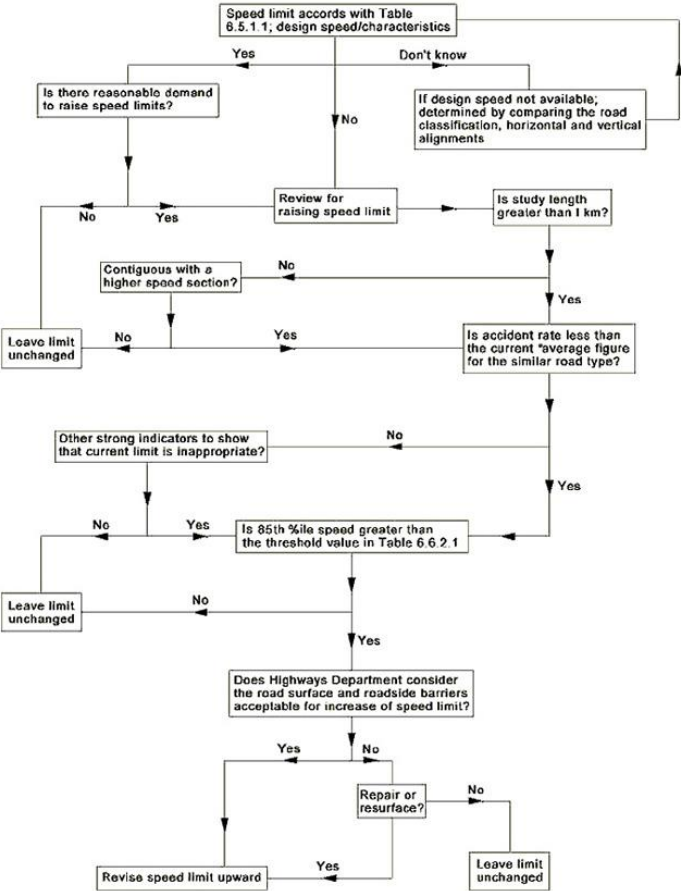 Speed limit accords with Table
6.5.1.1; design speed/characteristics
Yes
Don't know
Is there reasonable demand
to raise speed limits?
If design speed not available;
determined by comparing the road
classification, horizontal and vertical
alignments
No
Review for
raising speed limit
Is study length
greater than 1 km?
No
Yes
Contiguous with a
higher speed section?
No
Yes
Leave limit
unchanged
No
Yes
Is accident rate less than
the current *average figure
for the similar road type?
Other strong indicators to show
that current limit is inappropriate?
No
Yes
No
Yes
Is 85th %ile speed greater than
the threshold value in Table 6.6.2.1
Leave limit
unchanged
No
Yes
Does Highways Department consider
the road surface and roadside barriers
acceptable for increase of speed limit?
Yes
No
Repair or
resurface?
No
Revise speed limit upward
Yes
Leave limit
unchanged